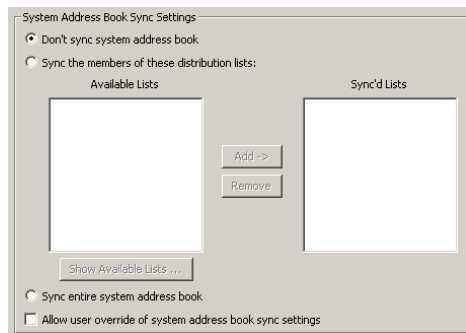 System Address Book Sync Settings
Don't sync system address book
Sync the members of these distribution lists:
Available Lists
Sync'd Lists
Add ->
Remove
Show Available Lists ...
Sync entire system address book
Allow user override of system address book sync settings